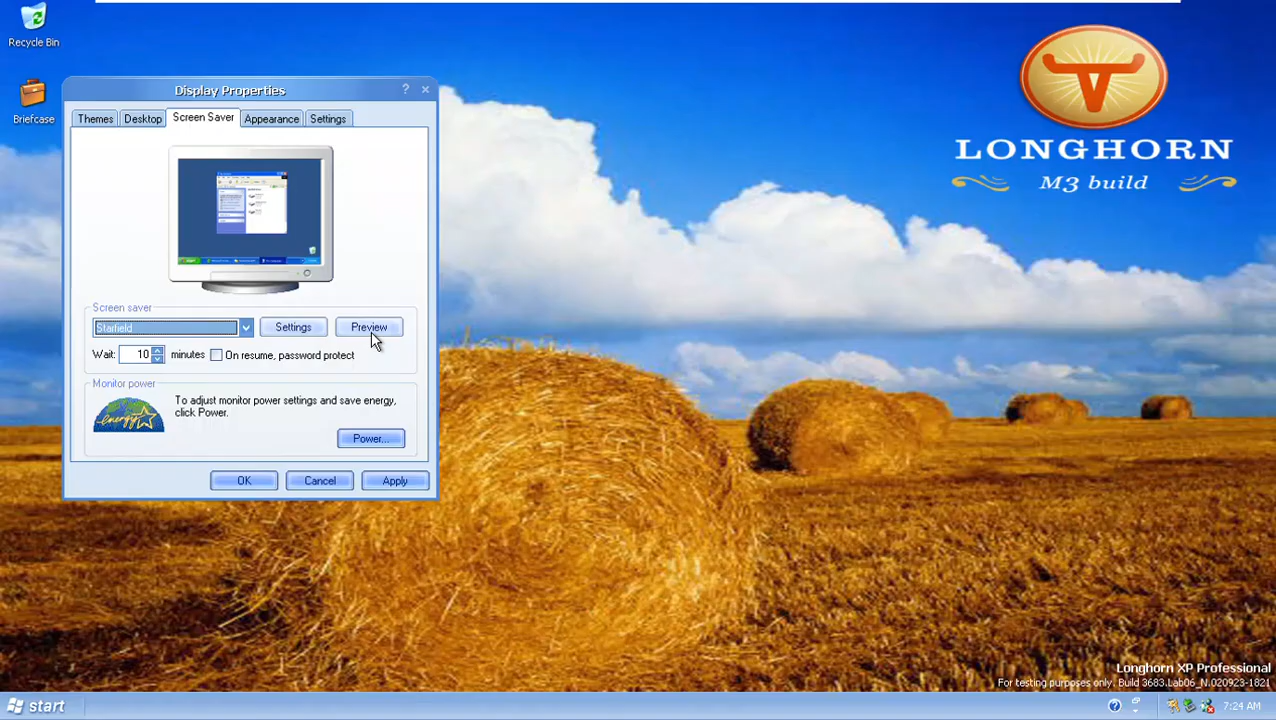 Recycle Bin
Briefcase
Display Properties
Themes
Desktop
Screen Saver
Appearance
Settings
Screen saver
Starfield
Settings
Preview
Wait: 10 minutes
On resume, password protect
Monitor power
energy
To adjust monitor power settings and save energy,
click Power.
Power...
OK
Cancel
Apply
LONGHORN
M3 build
Longhorn XP Professional
For testing purposes only. Build 3683.Lab06_N.020923-1821
start
7:24 AM